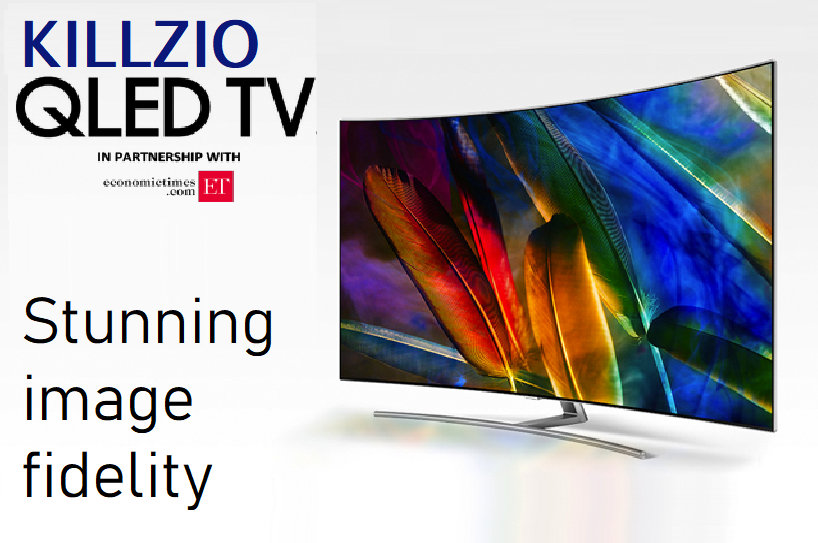 KILLZIO
QLED TV
IN PARTNERSHIP WITH
economictimes
.com
ET
Stunning
image
fidelity